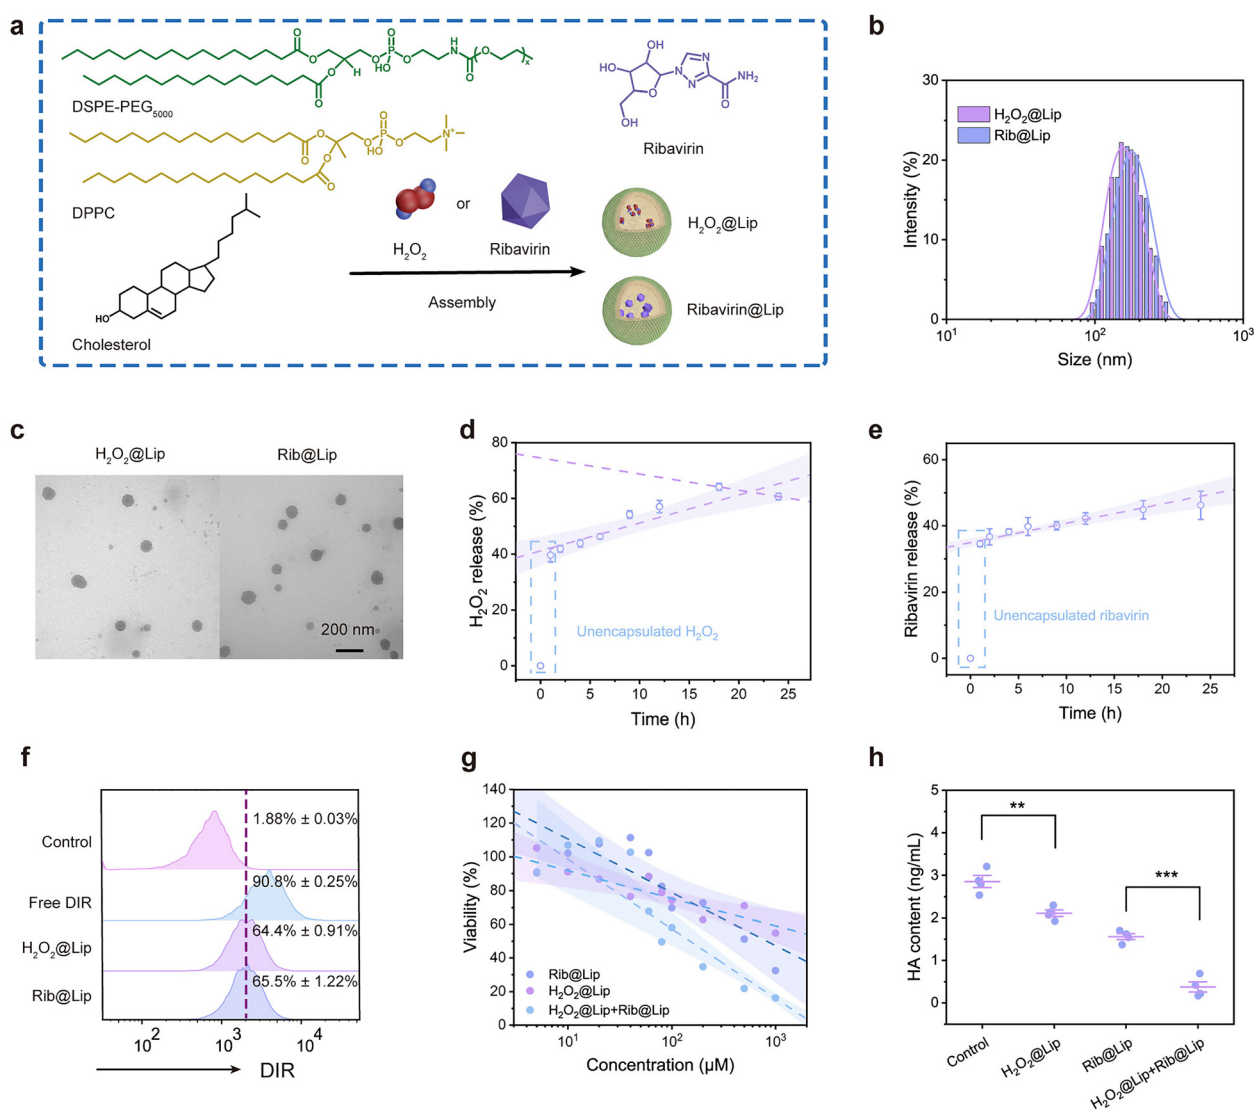 a
O
O
O
O
P
O
HO
O
H
N
O
O
x
O
O
H
DSPE-PEG5000
O
O
O
P
O
HO
O
N+
O
O
DPPC
HO
Cholesterol
OH
HO
O
OH
N
N
N
NH2
O
Ribavirin
H2O2
or
Ribavirin
Assembly
H2O2@Lip
Ribavirin@Lip
b
30
20
10
0
Intensity (%)
H2O2@Lip
Rib@Lip
10^1
10^2
10^3
Size (nm)
c
H2O2@Lip
Rib@Lip
200 nm
d
80
60
40
20
0
H2O2 release (%)
Unencapsulated H2O2
0 5 10 15 20 25
Time (h)
e
60
40
20
0
Ribavirin release (%)
Unencapsulated ribavirin
0 5 10 15 20 25
Time (h)
f
Control
1.88% ± 0.03%
Free DIR
90.8% ± 0.25%
H2O2@Lip
64.4% ± 0.91%
Rib@Lip
65.5% ± 1.22%
10^2 10^3 10^4
DIR
g
140
120
100
80
60
40
20
0
Viability (%)
Rib@Lip
H2O2@Lip
H2O2@Lip+Rib@Lip
10^1 10^2 10^3
Concentration (µM)
h
5
4
3
2
1
0
HA content (ng/mL)
**
***
Control
H2O2@Lip
Rib@Lip
H2O2@Lip+Rib@Lip